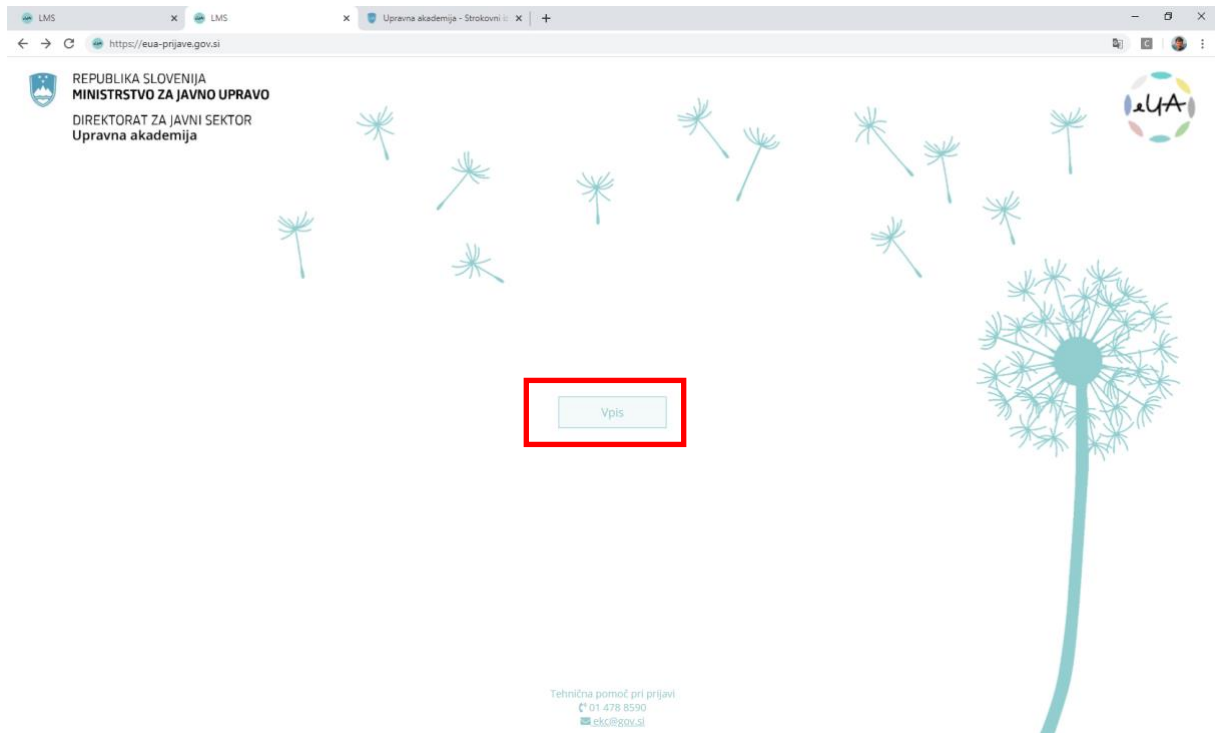 LMS
LMS
Upravna akademija - Strokovni iz
https://eua-prijave.gov.si
REPUBLIKA SLOVENIJA
MINISTRSTVO ZA JAVNO UPRAVO
DIREKTORAT ZA JAVNI SEKTOR
Upravna akademija
eUA
Vpis
Tehnična pomoč pri prijavi
01 478 8590
ekc@gov.si